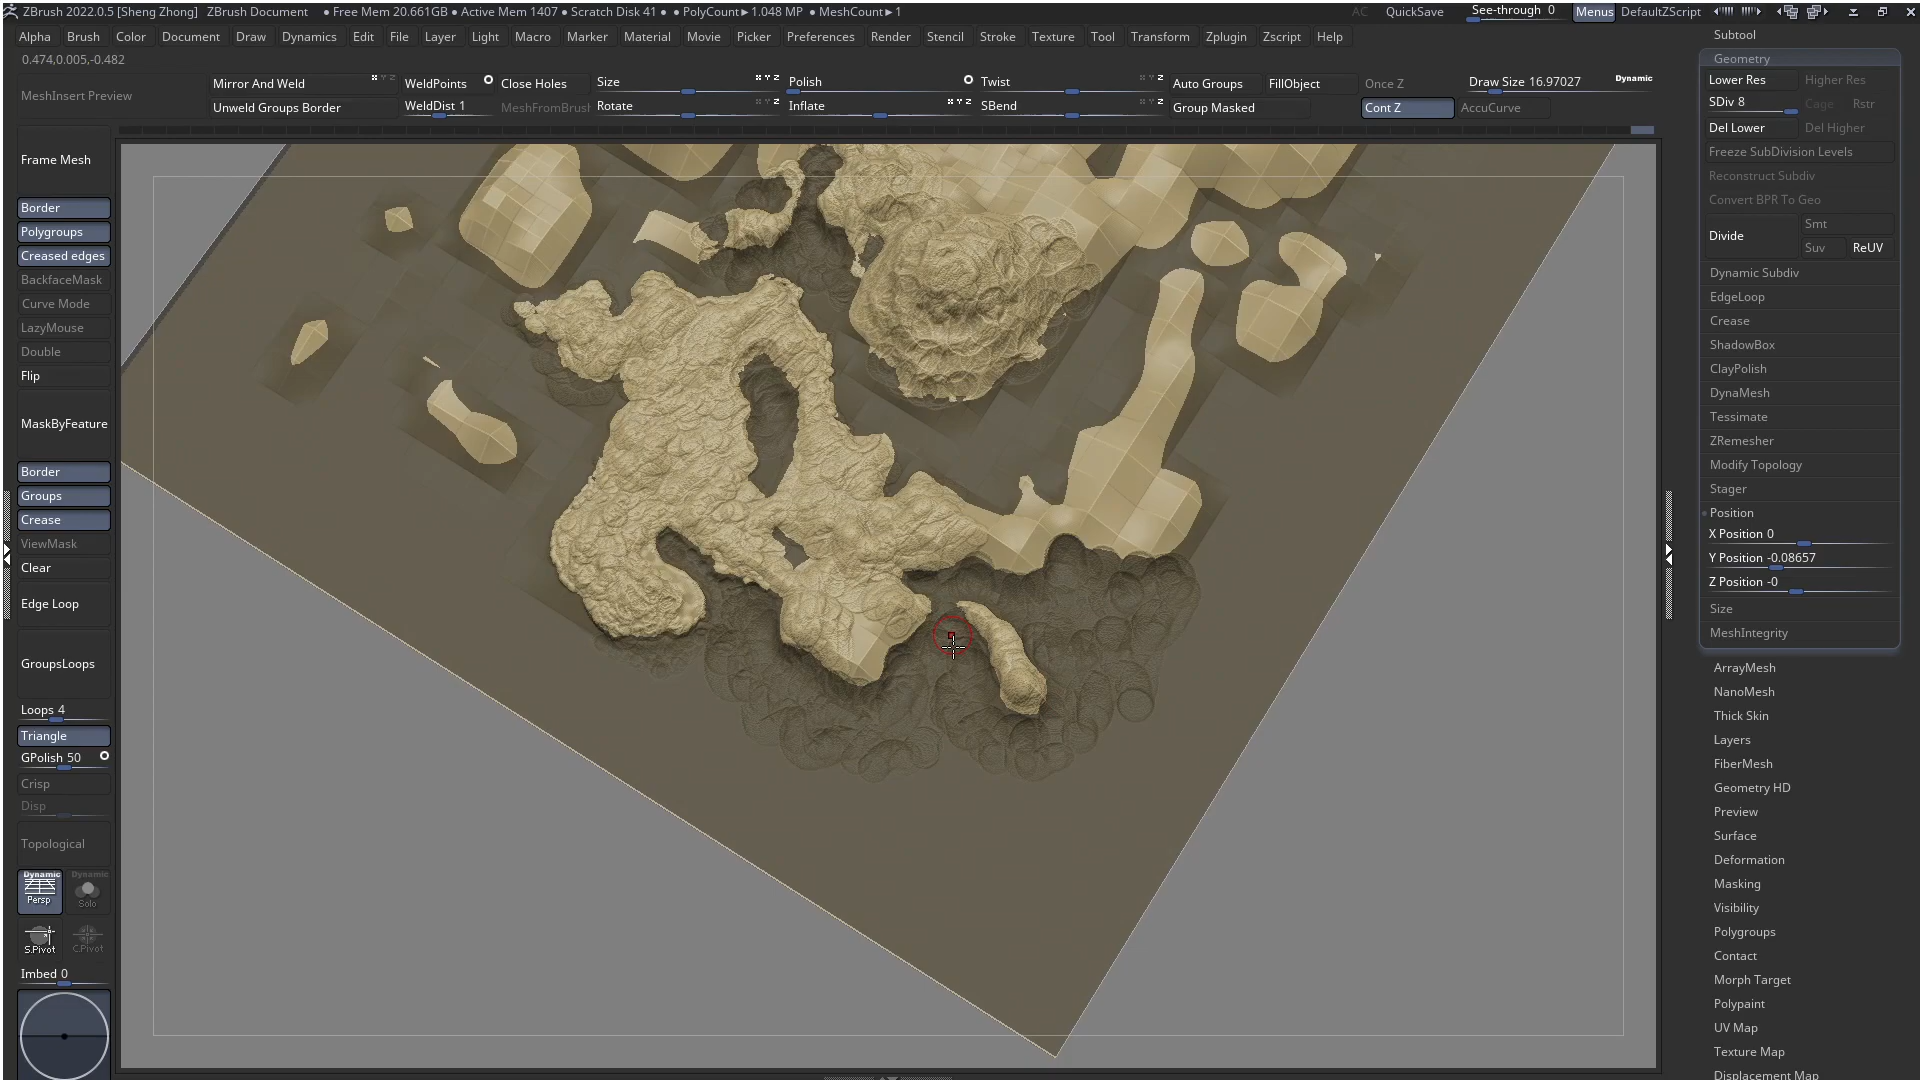 ZBrush 2022.0.5 [Sheng Zhong] ZBrush Document ● Free Mem 20.661GB ● Active Mem 1407 ● Scratch Disk 41 ● ● PolyCount► 1.048 MP ● MeshCount► 1 AC QuickSave See-through 0 Menus DefaultZScript
Alpha Brush Color Document Draw Dynamics Edit File Layer Light Macro Marker Material Movie Picker Preferences Render Stencil Stroke Texture Tool Transform Zplugin Zscript Help
0.474,0.005,-0.482
MeshInsert Preview
Mirror And Weld WeldPoints Close Holes Size Polish Twist Auto Groups FillObject Once Z Draw Size 16.97027 Dynamic
Unweld Groups Border WeldDist 1 MeshFromBrush Rotate Inflate SBend Group Masked Cont Z AccuCurve
Frame Mesh
Border
Polygroups
Creased edges
BackfaceMask
Curve Mode
LazyMouse
Double
Flip
MaskByFeature
Border
Groups
Crease
ViewMask
Clear
Edge Loop
GroupsLoops
Loops 4
Triangle
GPolish 50
Crisp
Disp
Topological
Dynamic Dynamic
Persp Solo
S.Pivot C.Pivot
Imbed 0
Subtool
Geometry
Lower Res Higher Res
SDiv 8 Cage Rstr
Del Lower Del Higher
Freeze SubDivision Levels
Reconstruct Subdiv
Convert BPR To Geo
Divide Smt
Suv ReUV
Dynamic Subdiv
EdgeLoop
Crease
ShadowBox
ClayPolish
DynaMesh
Tessimate
ZRemesher
Modify Topology
Stager
Position
X Position 0
Y Position -0.08657
Z Position -0
Size
MeshIntegrity
ArrayMesh
NanoMesh
Thick Skin
Layers
FiberMesh
Geometry HD
Preview
Surface
Deformation
Masking
Visibility
Polygroups
Contact
Morph Target
Polypaint
UV Map
Texture Map
Displacement Map